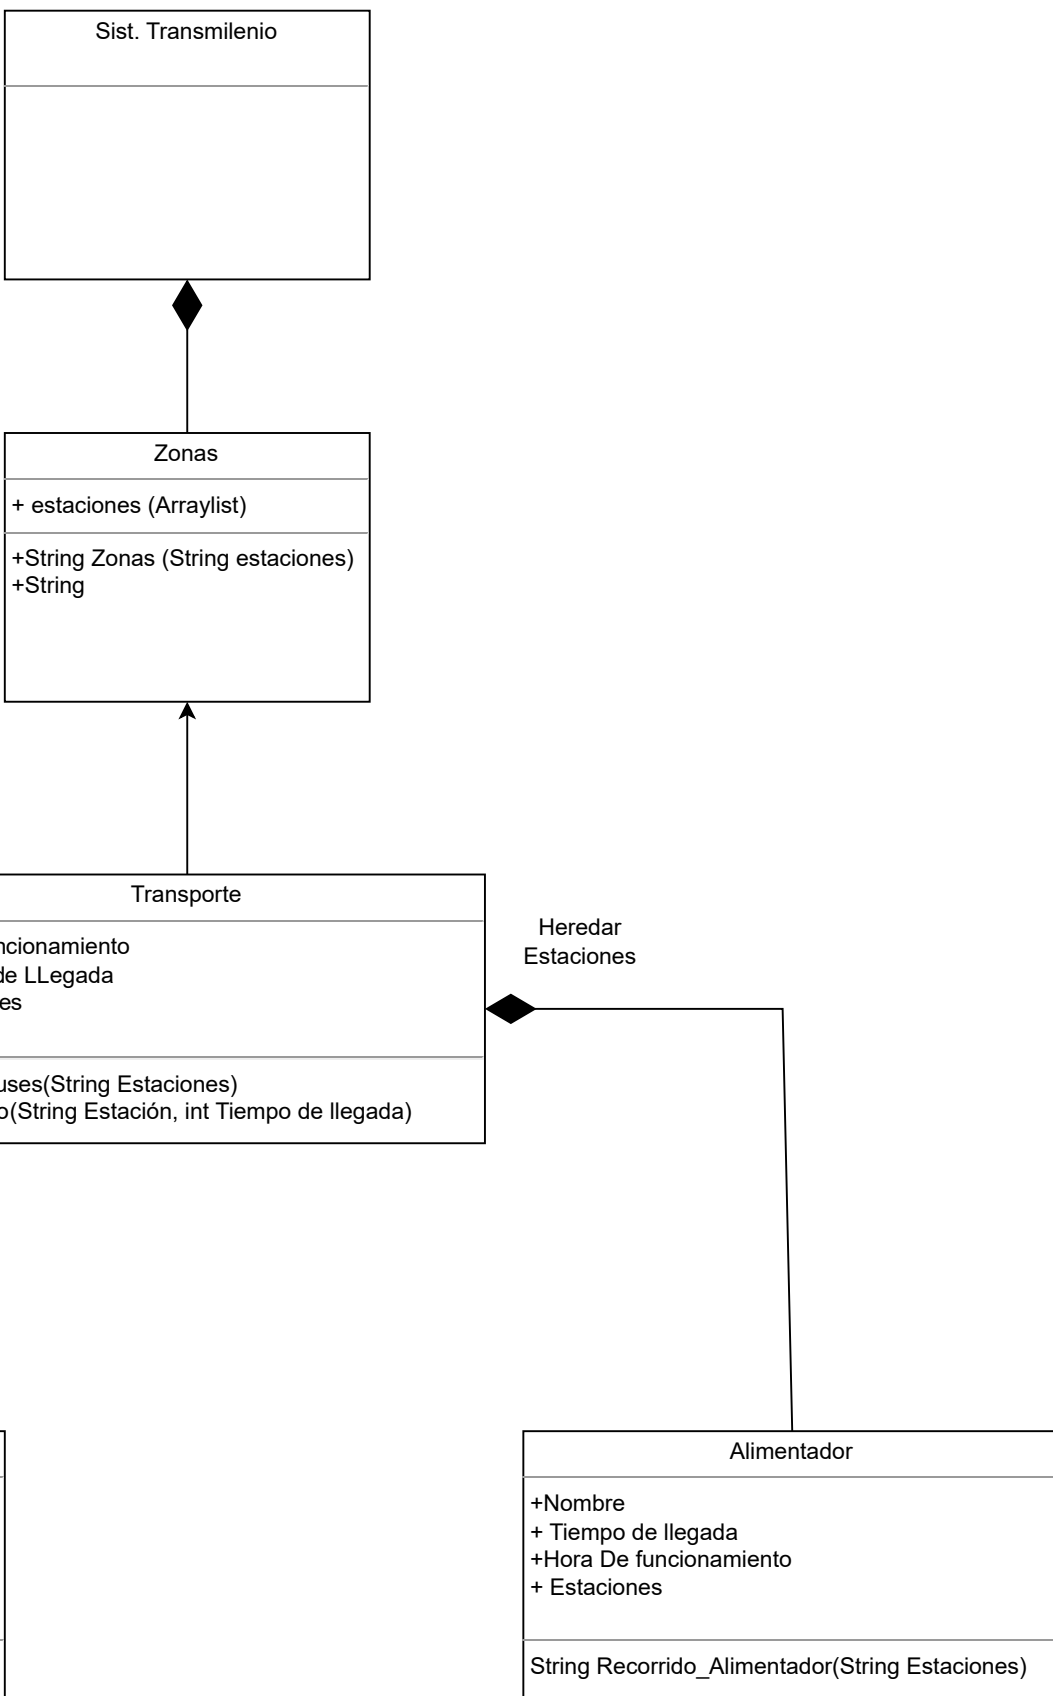 Sist. Transmilenio
Zonas
+ estaciones (Arraylist)
+String Zonas (String estaciones)
+String
Transporte
ncionamiento
de LLegada
es
uses(String Estaciones)
o(String Estación, int Tiempo de llegada)
Heredar
Estaciones
Alimentador
+Nombre
+ Tiempo de llegada
+Hora De funcionamiento
+ Estaciones
String Recorrido_Alimentador(String Estaciones)